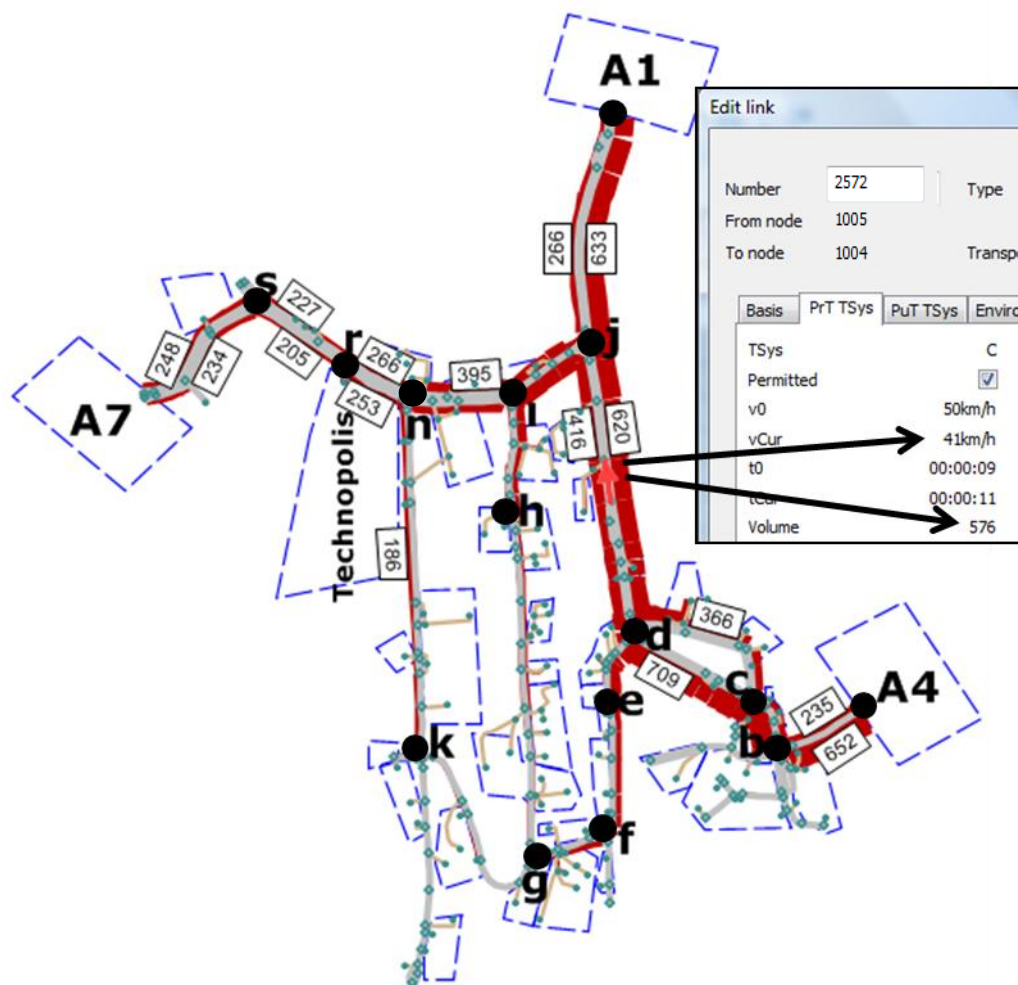 A1
Edit link
Number 2572 Type
From node 1005
To node 1004 Transpo
Basis PrT TSys PuT TSys Enviro
TSys C
Permitted
v0 50km/h
vCur 41km/h
t0 00:00:09
tCur 00:00:11
Volume 576
266
633
s
227
205
r
266
253
j
395
n
i
416
620
248
234
A7
Technopolis
h
186
d
366
709
c
A4
e
235
b
652
k
f
g